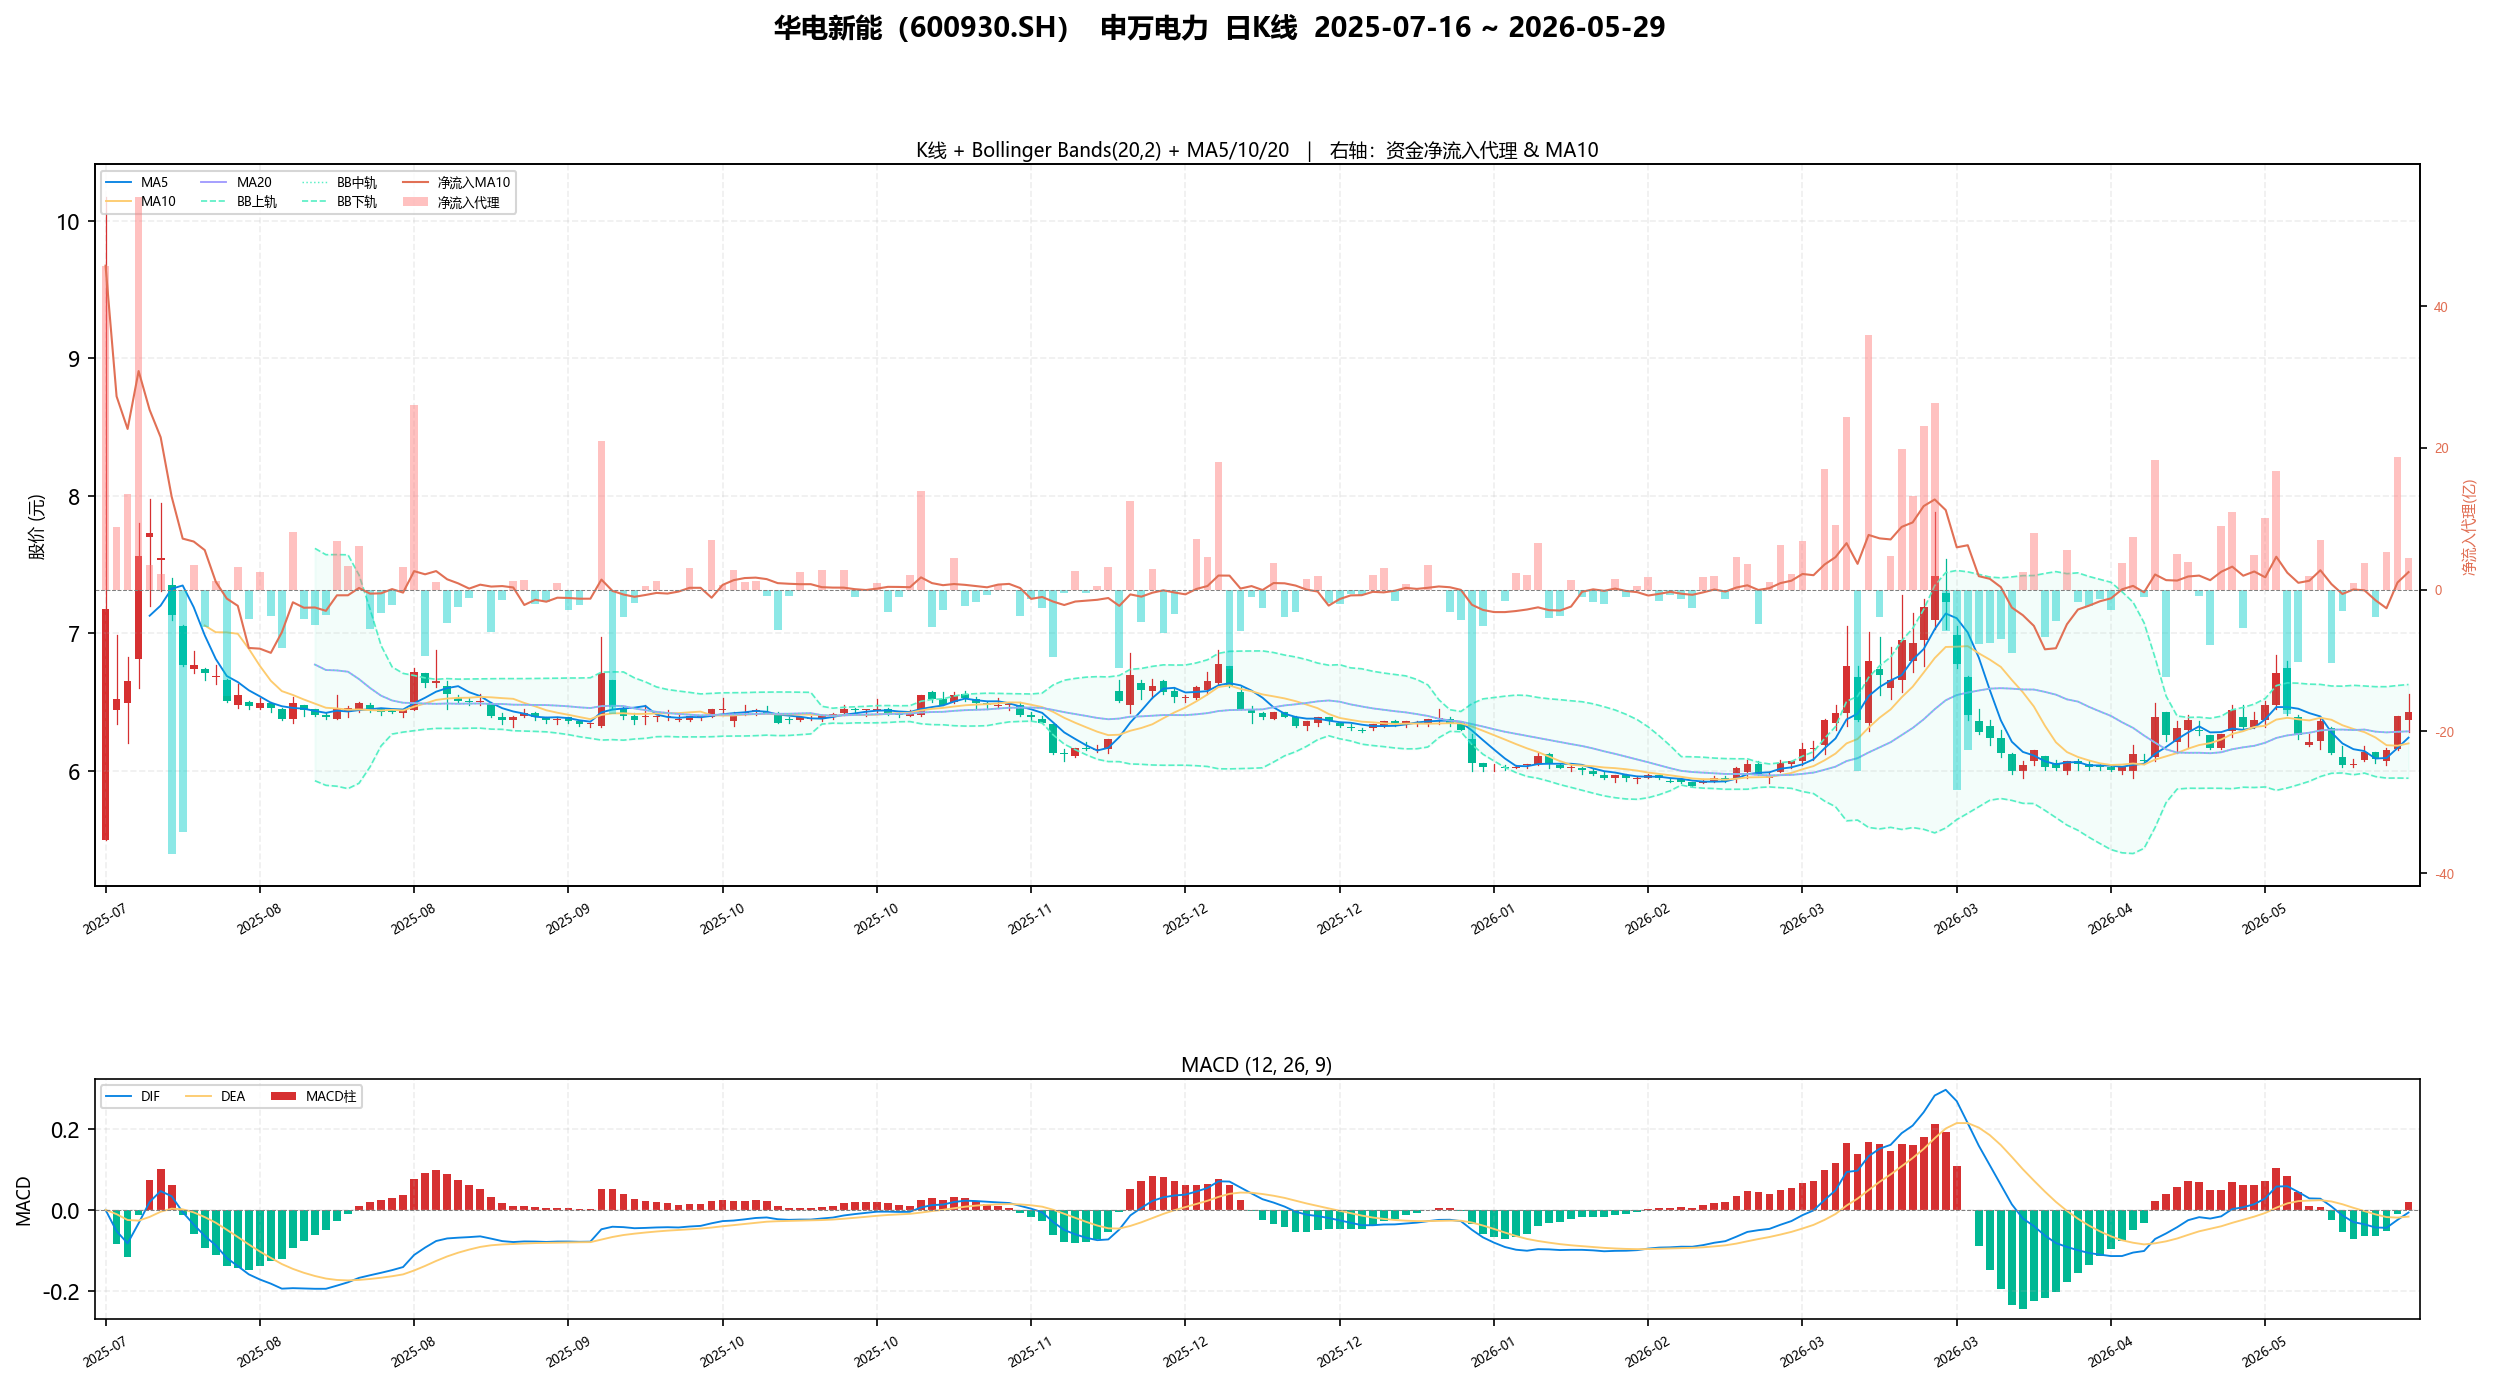 华电新能（600930.SH） 申万电力 日K线 2025-07-16 ~ 2026-05-29
K线 + Bollinger Bands(20,2) + MA5/10/20 | 右轴：资金净流入代理 & MA10
MA5 MA20 BB中轨 净流入MA10
MA10 BB上轨 BB下轨 净流入代理
股价 (元)
10
9
8
7
6
40
20
0
-20
-40
净流入代理(亿)
2025-07 2025-08 2025-08 2025-09 2025-10 2025-10 2025-11 2025-12 2025-12 2026-01 2026-02 2026-03 2026-03 2026-04 2026-05
MACD (12, 26, 9)
DIF DEA MACD柱
MACD
0.2
0.0
-0.2
2025-07 2025-08 2025-08 2025-09 2025-10 2025-10 2025-11 2025-12 2025-12 2026-01 2026-02 2026-03 2026-03 2026-04 2026-05